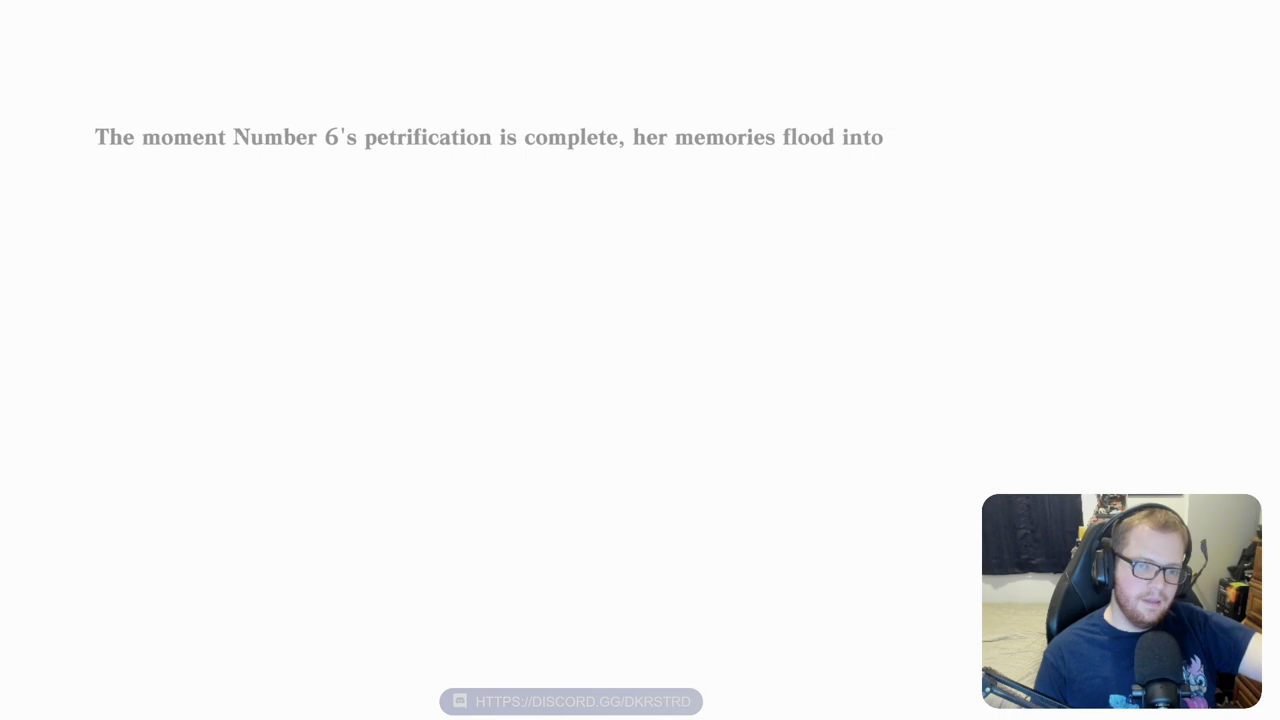 The moment Number 6's petrification is complete, her memories flood into
HTTPS://DISCORD.GG/DKRSTRD